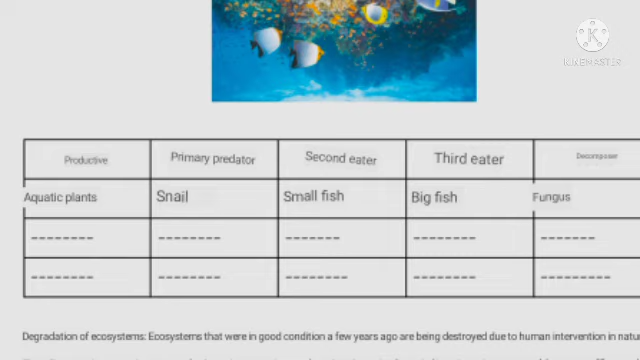 K
KINEMASTER
Productive Primary predator Second eater Third eater Decomposer
Aquatic plants Snail Small fish Big fish Fungus
-------- -------- ------- -------- -------
-------- -------- -------- -------- ---------
Degradation of ecosystems: Ecosystems that were in good condition a few years ago are being destroyed due to human intervention in